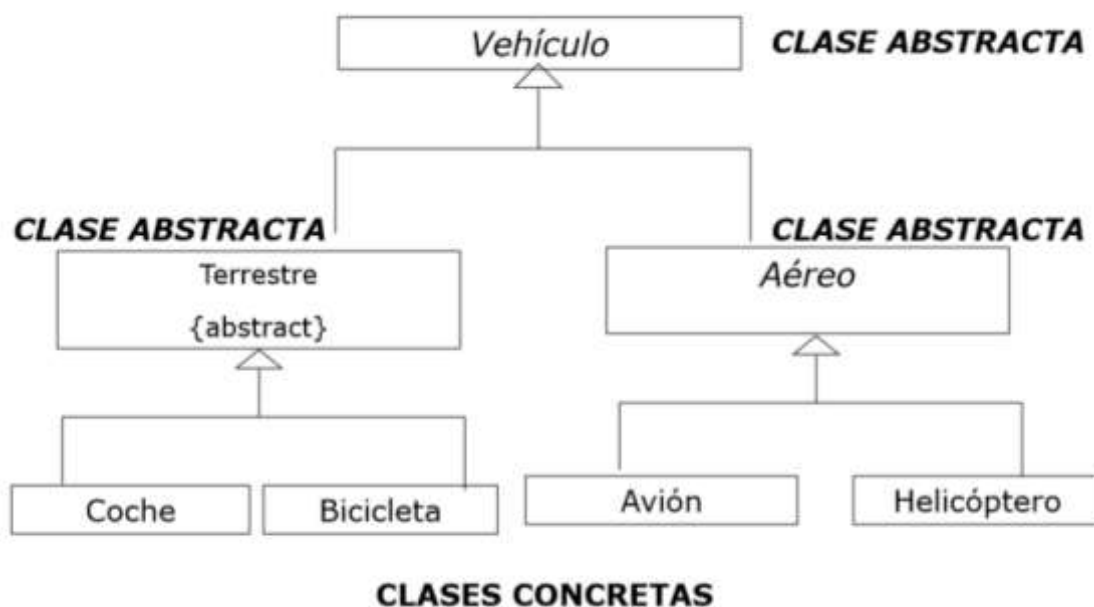 Vehículo
CLASE ABSTRACTA
CLASE ABSTRACTA
CLASE ABSTRACTA
Terrestre
{abstract}
Aéreo
Coche
Bicicleta
Avión
Helicóptero
CLASES CONCRETAS